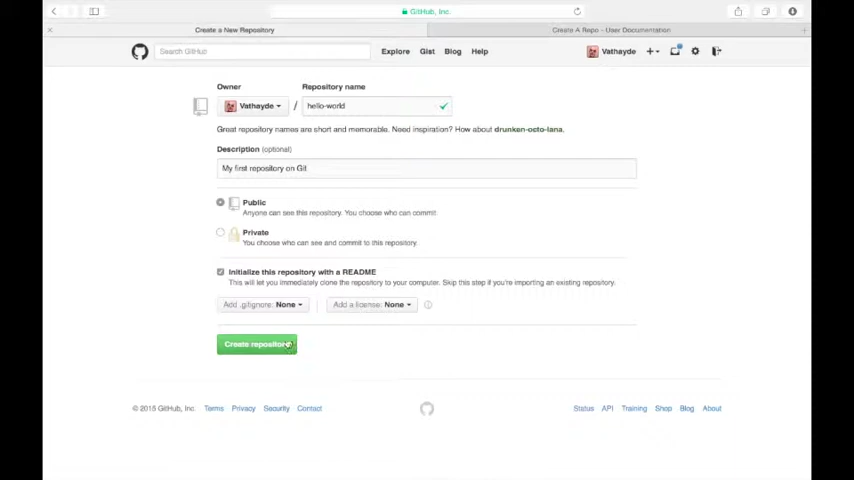 GitHub, Inc.
Create a New Repository
Create A Repo - User Documentation
Search GitHub
Explore Gist Blog Help
Vathayde
Owner
Repository name
Vathayde / hello-world
Great repository names are short and memorable. Need inspiration? How about drunken-octo-lana.
Description (optional)
My first repository on Git
Public
Anyone can see this repository. You choose who can commit.
Private
You choose who can see and commit to this repository.
Initialize this repository with a README
This will let you immediately clone the repository to your computer. Skip this step if you're importing an existing repository.
Add .gitignore: None
Add a license: None
Create repository
© 2015 GitHub, Inc. Terms Privacy Security Contact
Status API Training Shop Blog About